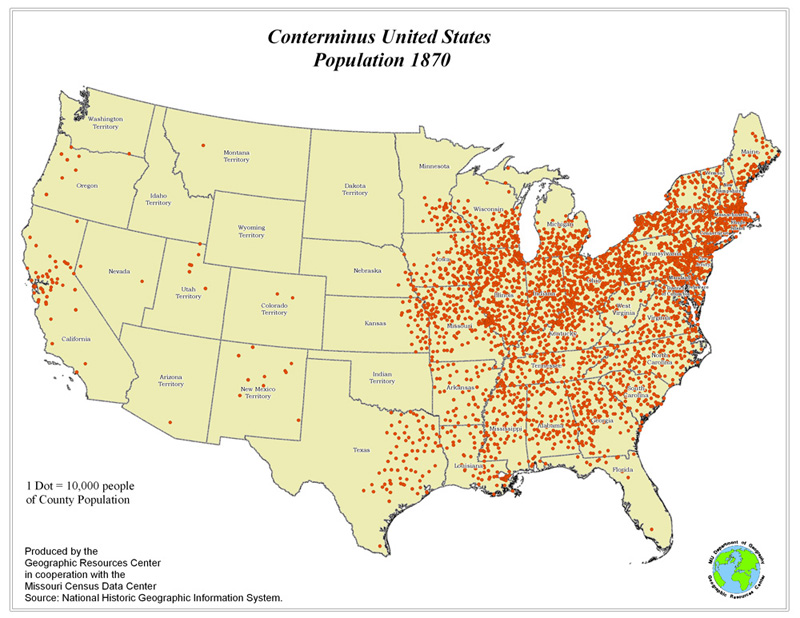 Conterminus United States
Population 1870
Washington
Territory
Montana
Territory
Dakota
Territory
Minnesota
Maine
Oregon
Idaho
Territory
Wisconsin
Michigan
Wyoming
Territory
Nebraska
Iowa
Pennsylvania
Nevada
Utah
Territory
Colorado
Territory
Illinois
Ohio
West
Virginia
Virginia
Kansas
Missouri
Kentucky
California
Arizona
Territory
New Mexico
Territory
Indian
Territory
Arkansas
Tennessee
North
Carolina
South
Carolina
Mississippi
Alabama
Georgia
Texas
Louisiana
Florida
1 Dot = 10,000 people
of County Population
Produced by the
Geographic Resources Center
in cooperation with the
Missouri Census Data Center
Source: National Historic Geographic Information System.
MU Department of Geography
Geographic Resources Center